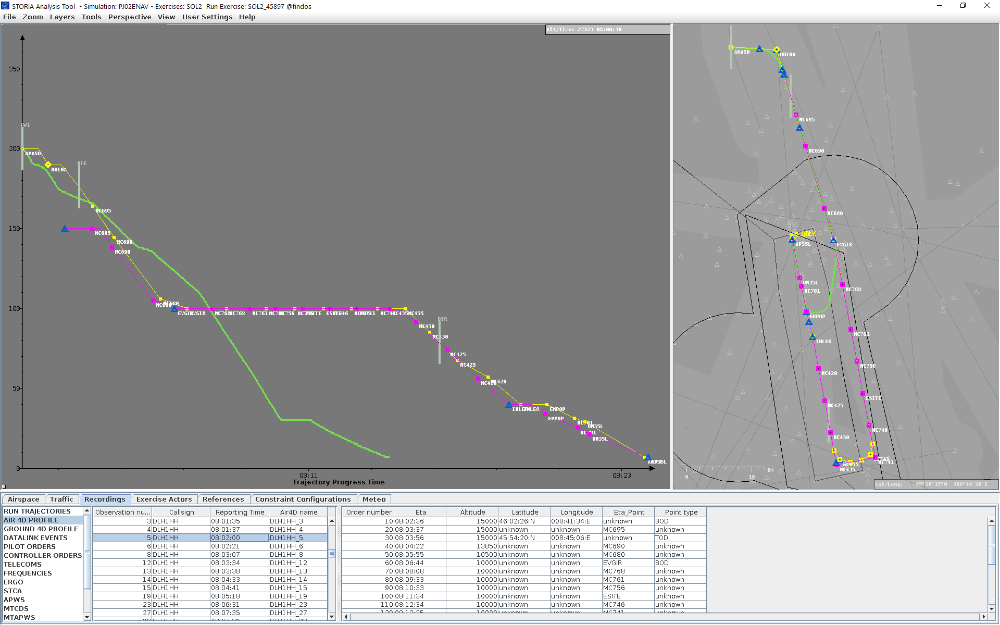 STORIA Analysis Tool - Simulation: PJ02ENAV - Exercises: SOL2 Run Exercise: SOL2_45897 @findos
File Zoom Layers Tools Perspective View User Settings Help
Alt/Time: 27123 08:00:30
250
200
150
100
50
0
08:11
08:23
Trajectory Progress Time
AKASU
ODINA
MIE
MC695
MC695
MC690
MC690
MC680
EVGIR
MC768
MC768
MC761
MC756
ESITE
MC435
DIR
MC430
MC430
MC425
MC425
MC420
MC420
INLER
INLER
EKPOP
EKPOP
MC701
OM35L
OM35L
AKASU
ODINA
MC695
MC690
MC680
EVGIR
AP35L
OM35L
MC701
MC768
EKPOP
MC761
INLER
MC756
MC420
ESITE
MC425
MC746
MC430
MC741
MC435
MC435
0 10 Nm
Lat/Long: 45°39'15"N 008°48'16"E
Airspace Traffic Recordings Exercise Actors References Constraint Configurations Meteo
RUN TRAJECTORIES
AIR 4D PROFILE
GROUND 4D PROFILE
DATALINK EVENTS
PILOT ORDERS
CONTROLLER ORDERS
TELECOMS
FREQUENCIES
ERGO
STCA
APWS
MTCDS
MTAPWS
Observation nu... Callsign Reporting Time Air4D name
3 DLH1HH 08:01:35 DLH1HH_3
4 DLH1HH 08:01:37 DLH1HH_4
5 DLH1HH 08:02:00 DLH1HH_5
6 DLH1HH 08:02:21 DLH1HH_6
8 DLH1HH 08:03:07 DLH1HH_8
12 DLH1HH 08:03:34 DLH1HH_12
13 DLH1HH 08:03:38 DLH1HH_13
14 DLH1HH 08:04:33 DLH1HH_14
15 DLH1HH 08:04:41 DLH1HH_15
19 DLH1HH 08:05:18 DLH1HH_19
23 DLH1HH 08:06:31 DLH1HH_23
27 DLH1HH 08:07:35 DLH1HH_27
Order number Eta Altitude Latitude Longitude Eta_Point Point type
10 08:02:36 15000 46:02:26:N 008:41:34:E unknown BOD
20 08:03:37 15000 unknown unknown MC695 unknown
30 08:03:56 15000 45:54:20:N 008:45:06:E unknown TOD
40 08:04:22 13850 unknown unknown MC690 unknown
50 08:05:55 10500 unknown unknown MC680 unknown
60 08:06:44 10000 unknown unknown EVGIR BOD
70 08:08:08 10000 unknown unknown MC768 unknown
80 08:09:33 10000 unknown unknown MC761 unknown
90 08:10:33 10000 unknown unknown MC756 unknown
100 08:11:34 10000 unknown unknown ESITE unknown
110 08:12:34 10000 unknown unknown MC746 unknown